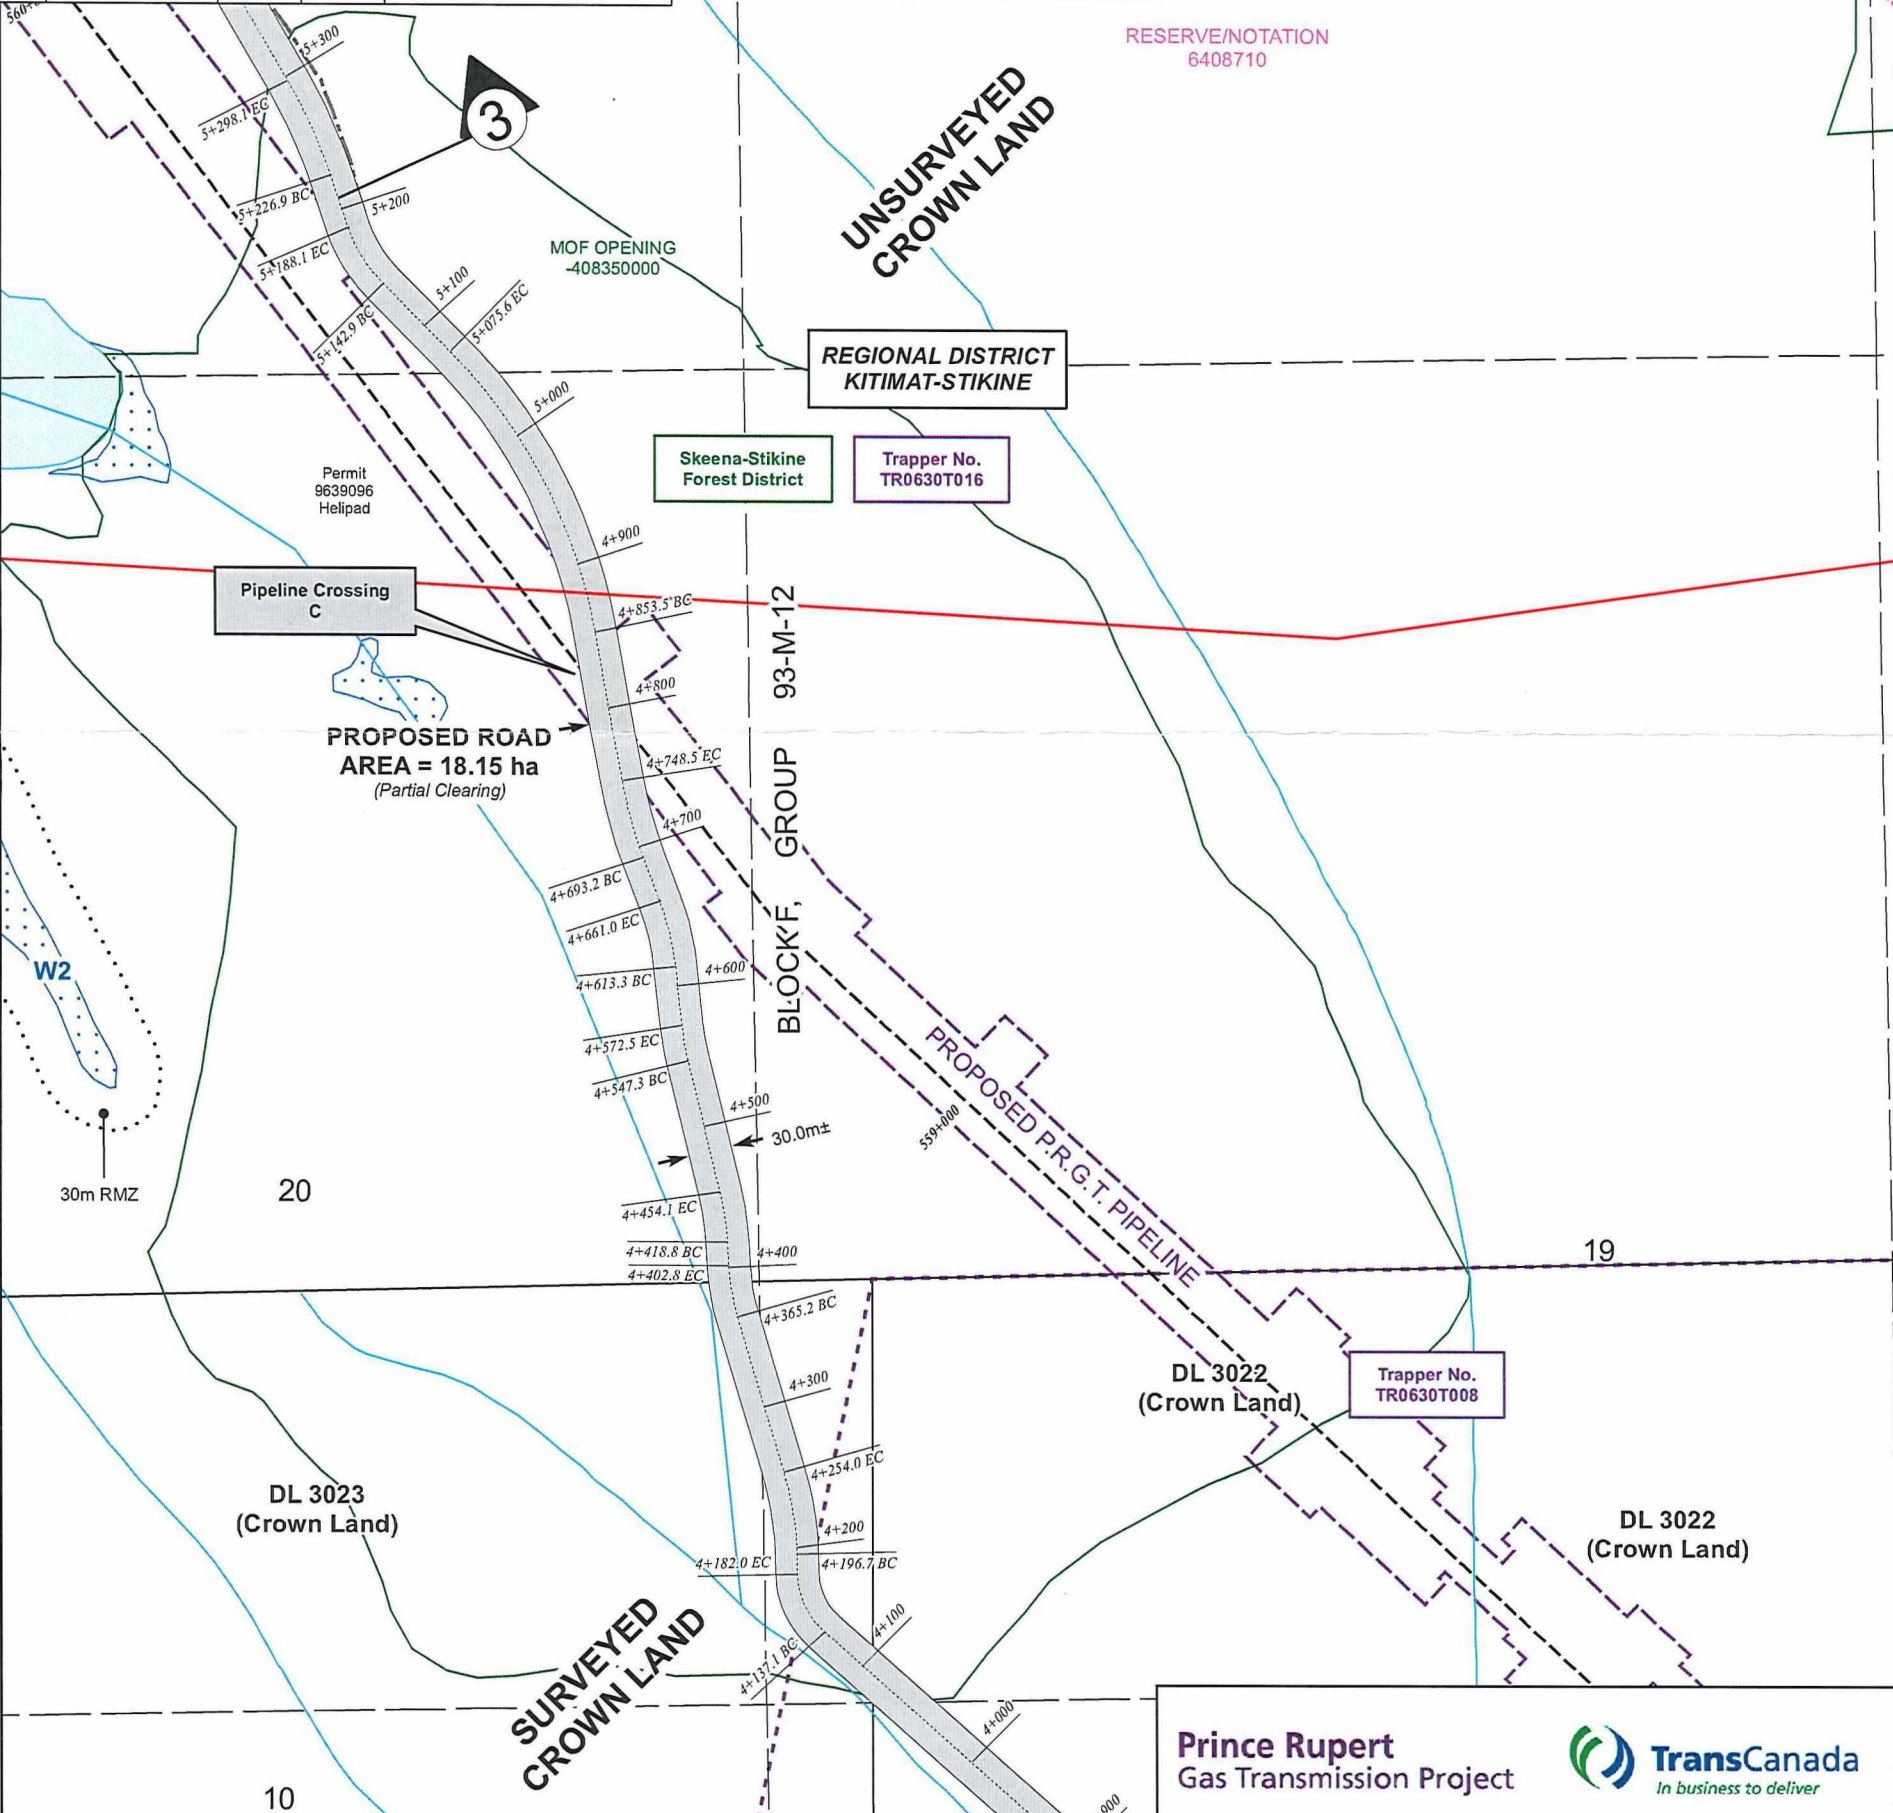 560+
RESERVE/NOTATION
6408710
5+300
5+298.1 EC
3
UNSURVEYED
CROWN LAND
5+226.9 BC
5+200
5+188.1 EC
MOF OPENING
-408350000
5+100
5+075.6 EC
5+142.9 BC
REGIONAL DISTRICT
KITIMAT-STIKINE
5+000
Skeena-Stikine
Forest District
Trapper No.
TR0630T016
Permit
9639096
Helipad
4+900
Pipeline Crossing
C
4+853.5 BC
4+800
PROPOSED ROAD
AREA = 18.15 ha
(Partial Clearing)
4+748.5 EC
4+700
BLOCK F, GROUP 93-M-12
4+693.2 BC
4+661.0 EC
W2
4+613.3 BC
4+600
4+572.5 EC
4+547.3 BC
PROPOSED P.R.G.T. PIPELINE
559+000
4+500
30.0m±
30m RMZ
20
4+454.1 EC
4+418.8 BC
4+400
4+402.8 EC
19
4+365.2 BC
4+300
DL 3022
(Crown Land)
Trapper No.
TR0630T008
4+254.0 EC
DL 3023
(Crown Land)
4+200
4+182.0 EC
4+196.7 BC
DL 3022
(Crown Land)
4+100
4+137.1 BC
SURVEYED
CROWN LAND
4+000
10
900
Prince Rupert
Gas Transmission Project
TransCanada
In business to deliver